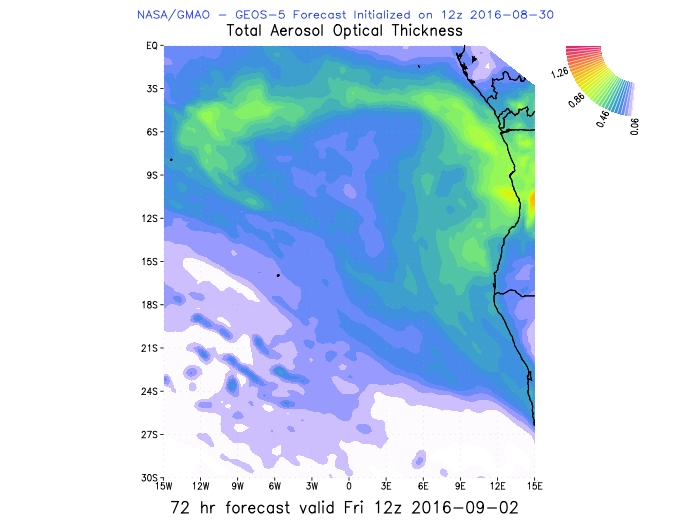 NASA/GMAO - GEOS-5 Forecast Initialized on 12z 2016-08-30
Total Aerosol Optical Thickness
EQ
3S
6S
9S
12S
15S
18S
21S
24S
27S
30S
15W 12W 9W 6W 3W 0 3E 6E 9E 12E 15E
1.26
0.86
0.46
0.06
72 hr forecast valid Fri 12z 2016-09-02